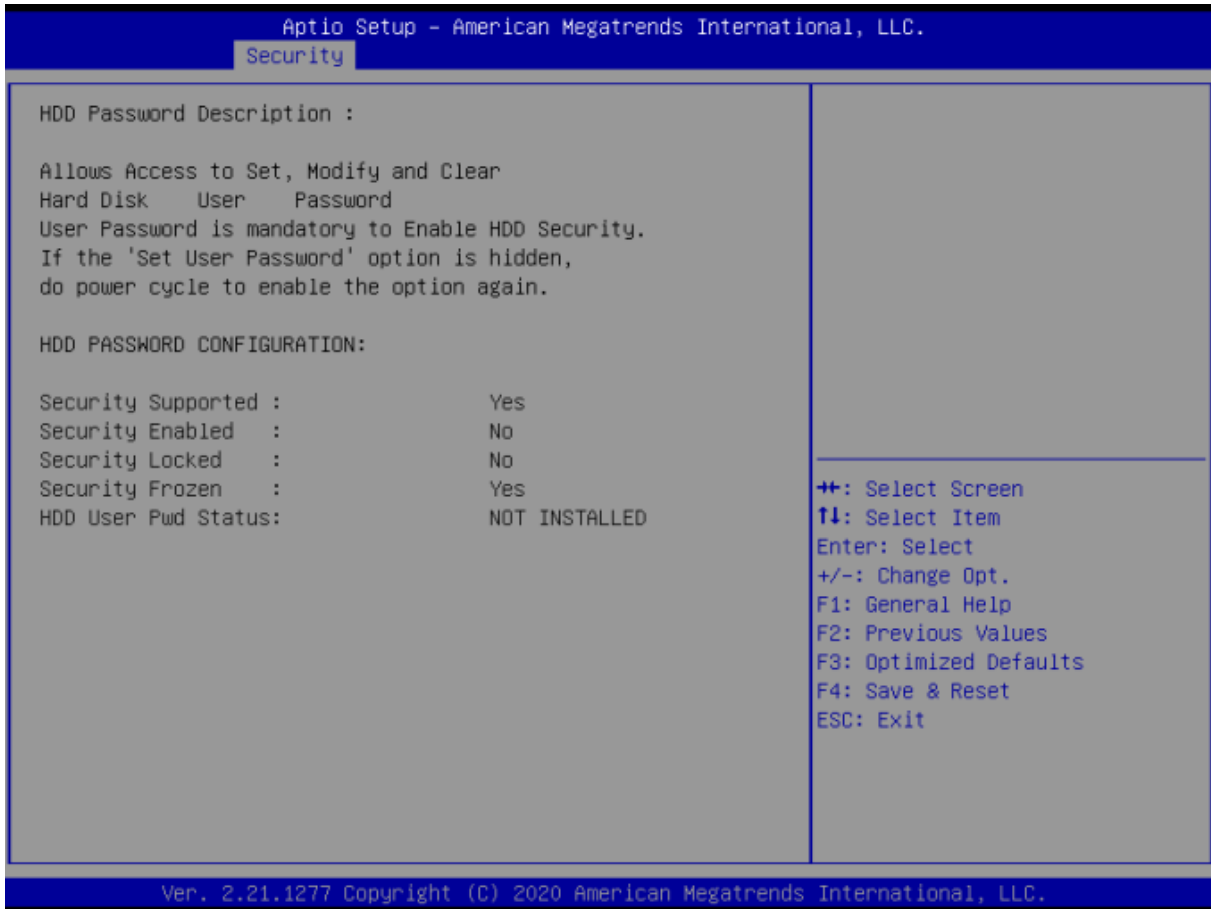 Aptio Setup – American Megatrends International, LLC.
Security
HDD Password Description :
Allows Access to Set, Modify and Clear
Hard Disk    User    Password
User Password is mandatory to Enable HDD Security.
If the 'Set User Password' option is hidden,
do power cycle to enable the option again.
HDD PASSWORD CONFIGURATION:
Security Supported :    Yes
Security Enabled   :    No
Security Locked    :    No
Security Frozen    :    Yes
HDD User Pwd Status:    NOT INSTALLED
→←: Select Screen
↑↓: Select Item
Enter: Select
+/-: Change Opt.
F1: General Help
F2: Previous Values
F3: Optimized Defaults
F4: Save & Reset
ESC: Exit
Ver. 2.21.1277 Copyright (C) 2020 American Megatrends International, LLC.